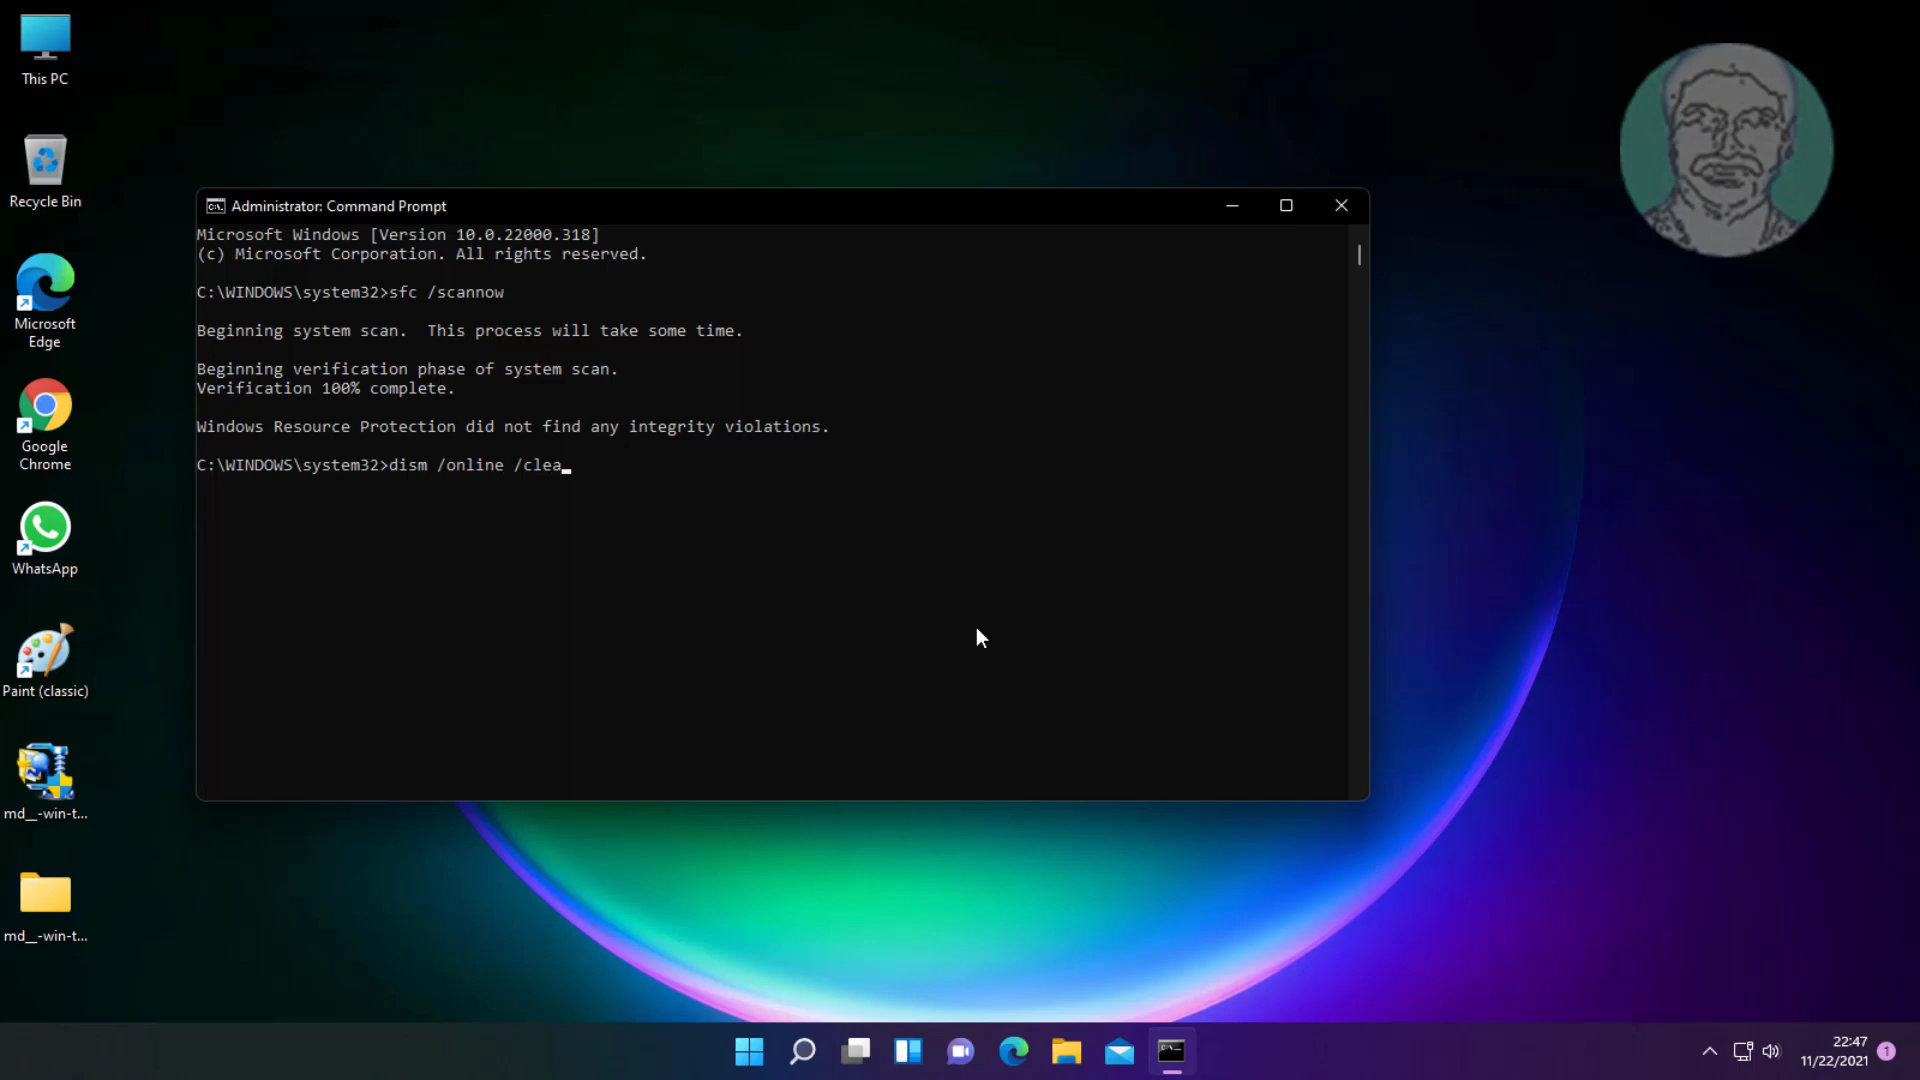 This PC
Recycle Bin
Microsoft
Edge
Google
Chrome
WhatsApp
Paint (classic)
md__-win-t...
md__-win-t...
Administrator: Command Prompt
Microsoft Windows [Version 10.0.22000.318]
(c) Microsoft Corporation. All rights reserved.
C:\WINDOWS\system32>sfc /scannow
Beginning system scan.  This process will take some time.
Beginning verification phase of system scan.
Verification 100% complete.
Windows Resource Protection did not find any integrity violations.
C:\WINDOWS\system32>dism /online /clea
22:47
11/22/2021
1